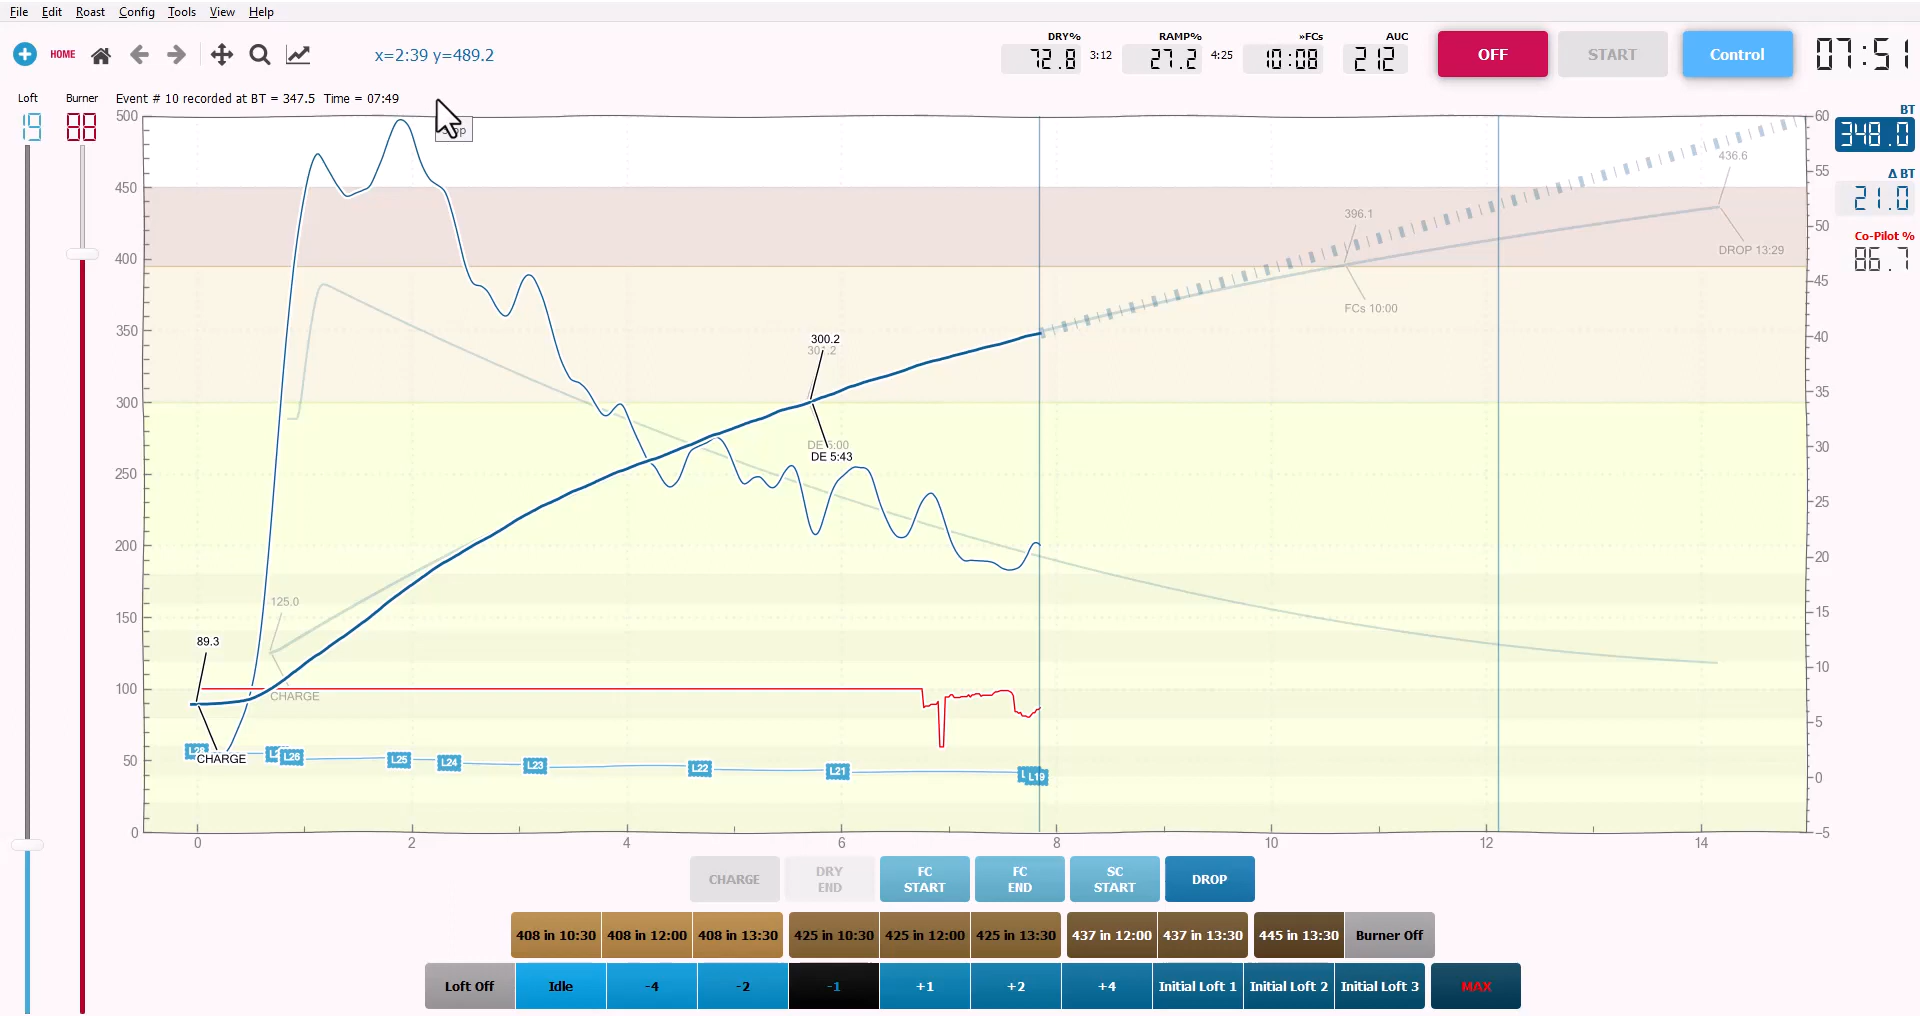 File Edit Roast Config Tools View Help
HOME
x=2:39 y=489.2
DRY%
72.8
3:12
RAMP%
27.2
4:25
»FCs
10:08
AUC
212
OFF
START
Control
07:51
Loft
19
Burner
88
Event # 10 recorded at BT = 347.5 Time = 07:49
BT
348.0
Δ BT
21.0
Co-Pilot %
86.7
500
450
400
350
300
250
200
150
100
50
0
60
55
50
45
40
35
30
25
20
15
10
5
0
−5
436.6
396.1
DROP 13:29
FCs 10:00
300.2
DE 5:00
DE 5:43
125.0
89.3
CHARGE
CHARGE
L26
L25
L24
L23
L22
L21
L19
0 2 4 6 8 10 12 14
CHARGE
DRY
END
FC
START
FC
END
SC
START
DROP
408 in 10:30 408 in 12:00 408 in 13:30 425 in 10:30 425 in 12:00 425 in 13:30 437 in 12:00 437 in 13:30 445 in 13:30 Burner Off
Loft Off Idle -4 -2 -1 +1 +2 +4 Initial Loft 1 Initial Loft 2 Initial Loft 3 MAX